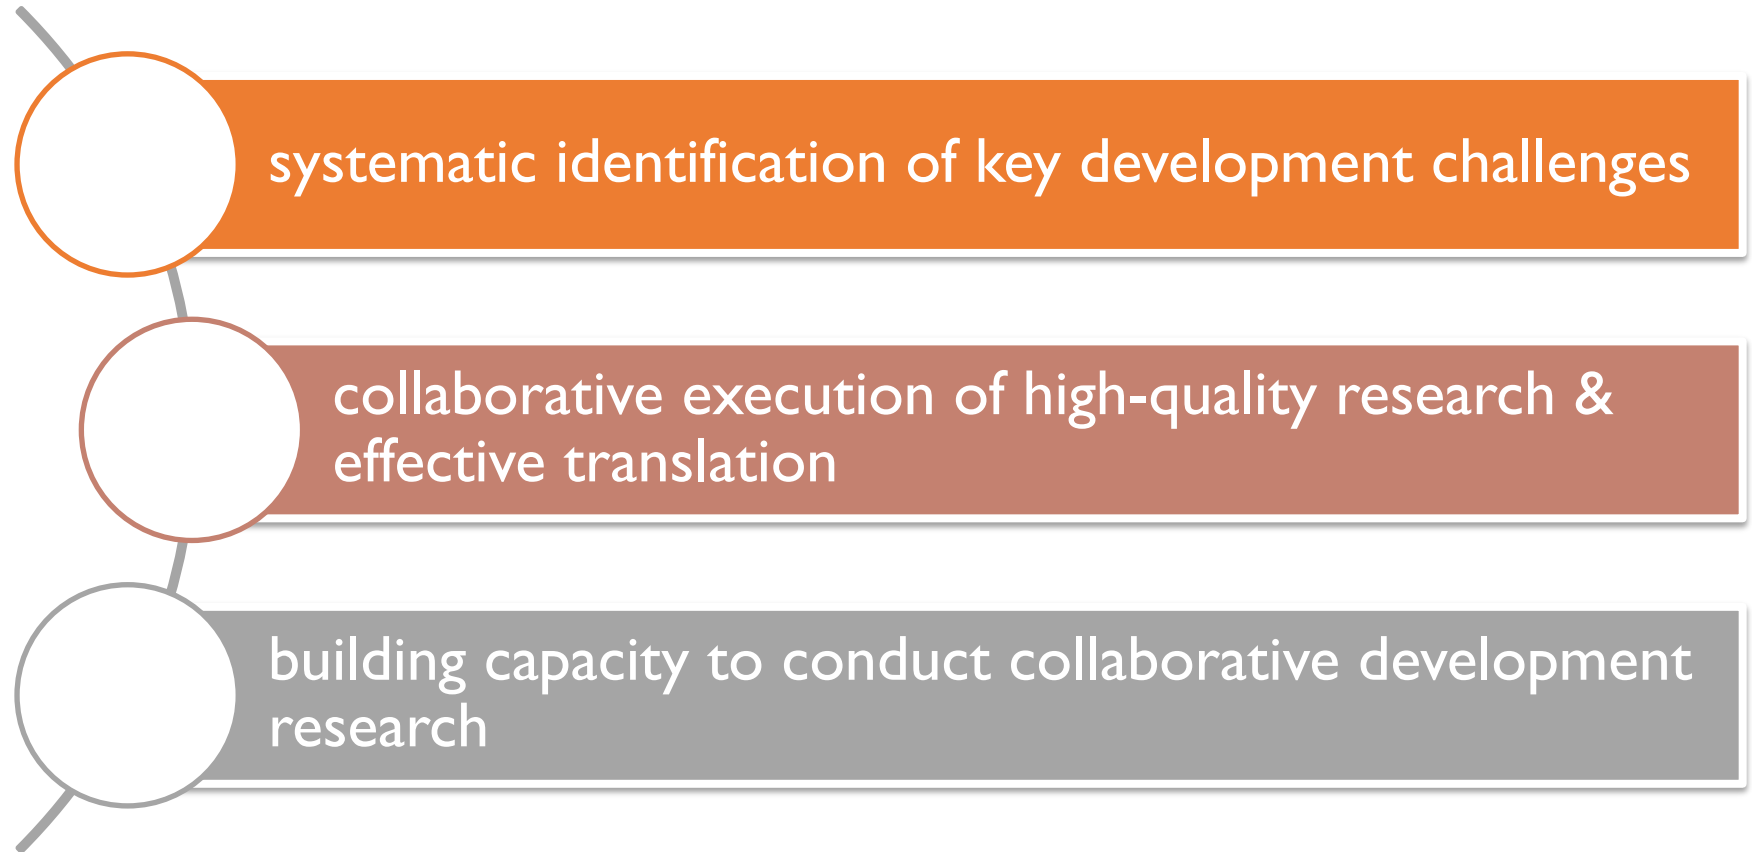 systematic identification of key development challenges
collaborative execution of high-quality research &
effective translation
building capacity to conduct collaborative development
research